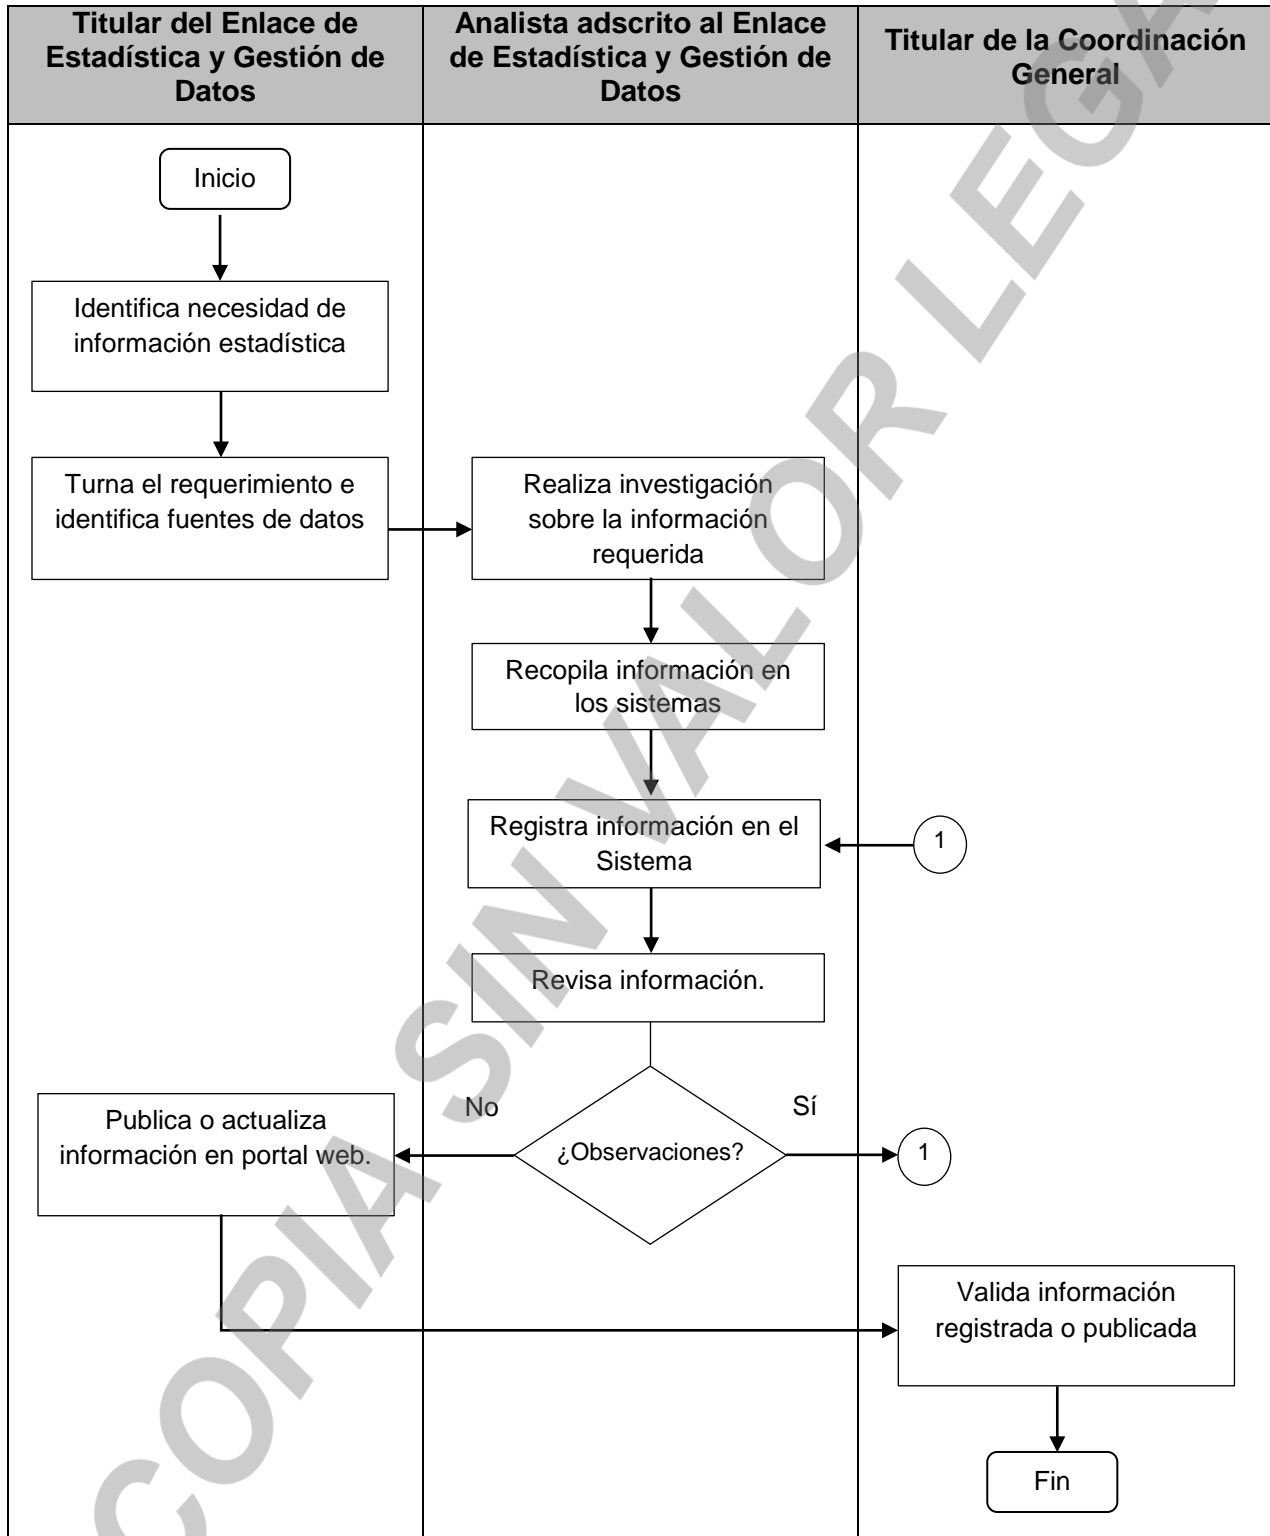 Titular del Enlace de
Estadística y Gestión de
Datos
Analista adscrito al Enlace
de Estadística y Gestión de
Datos
Titular de la Coordinación
General
Inicio
Identifica necesidad de
información estadística
Turna el requerimiento e
identifica fuentes de datos
Realiza investigación
sobre la información
requerida
Recopila información en
los sistemas
Registra información en el
Sistema
1
Revisa información.
No
Sí
Publica o actualiza
información en portal web.
¿Observaciones?
1
Valida información
registrada o publicada
Fin
COPIA SIN VALOR LEGA